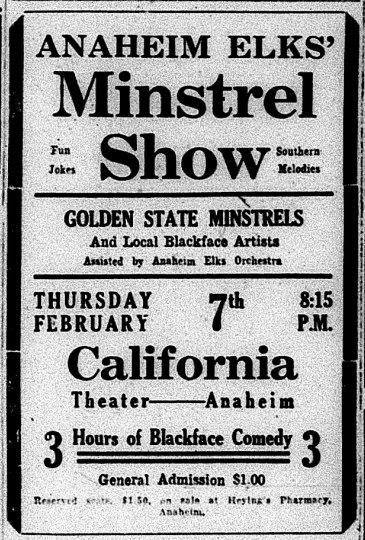 ANAHEIM ELKS'
Minstrel
Fun
Jokes
Show
Southern
Melodies
GOLDEN STATE MINSTRELS
And Local Blackface Artists
Assisted by Anaheim Elks Orchestra
THURSDAY
FEBRUARY
7th
8:15
P.M.
California
Theater——Anaheim
3 Hours of Blackface Comedy 3
General Admission $1.00
Reserved seats, $1.50, on sale at Heying's Pharmacy,
Anaheim.